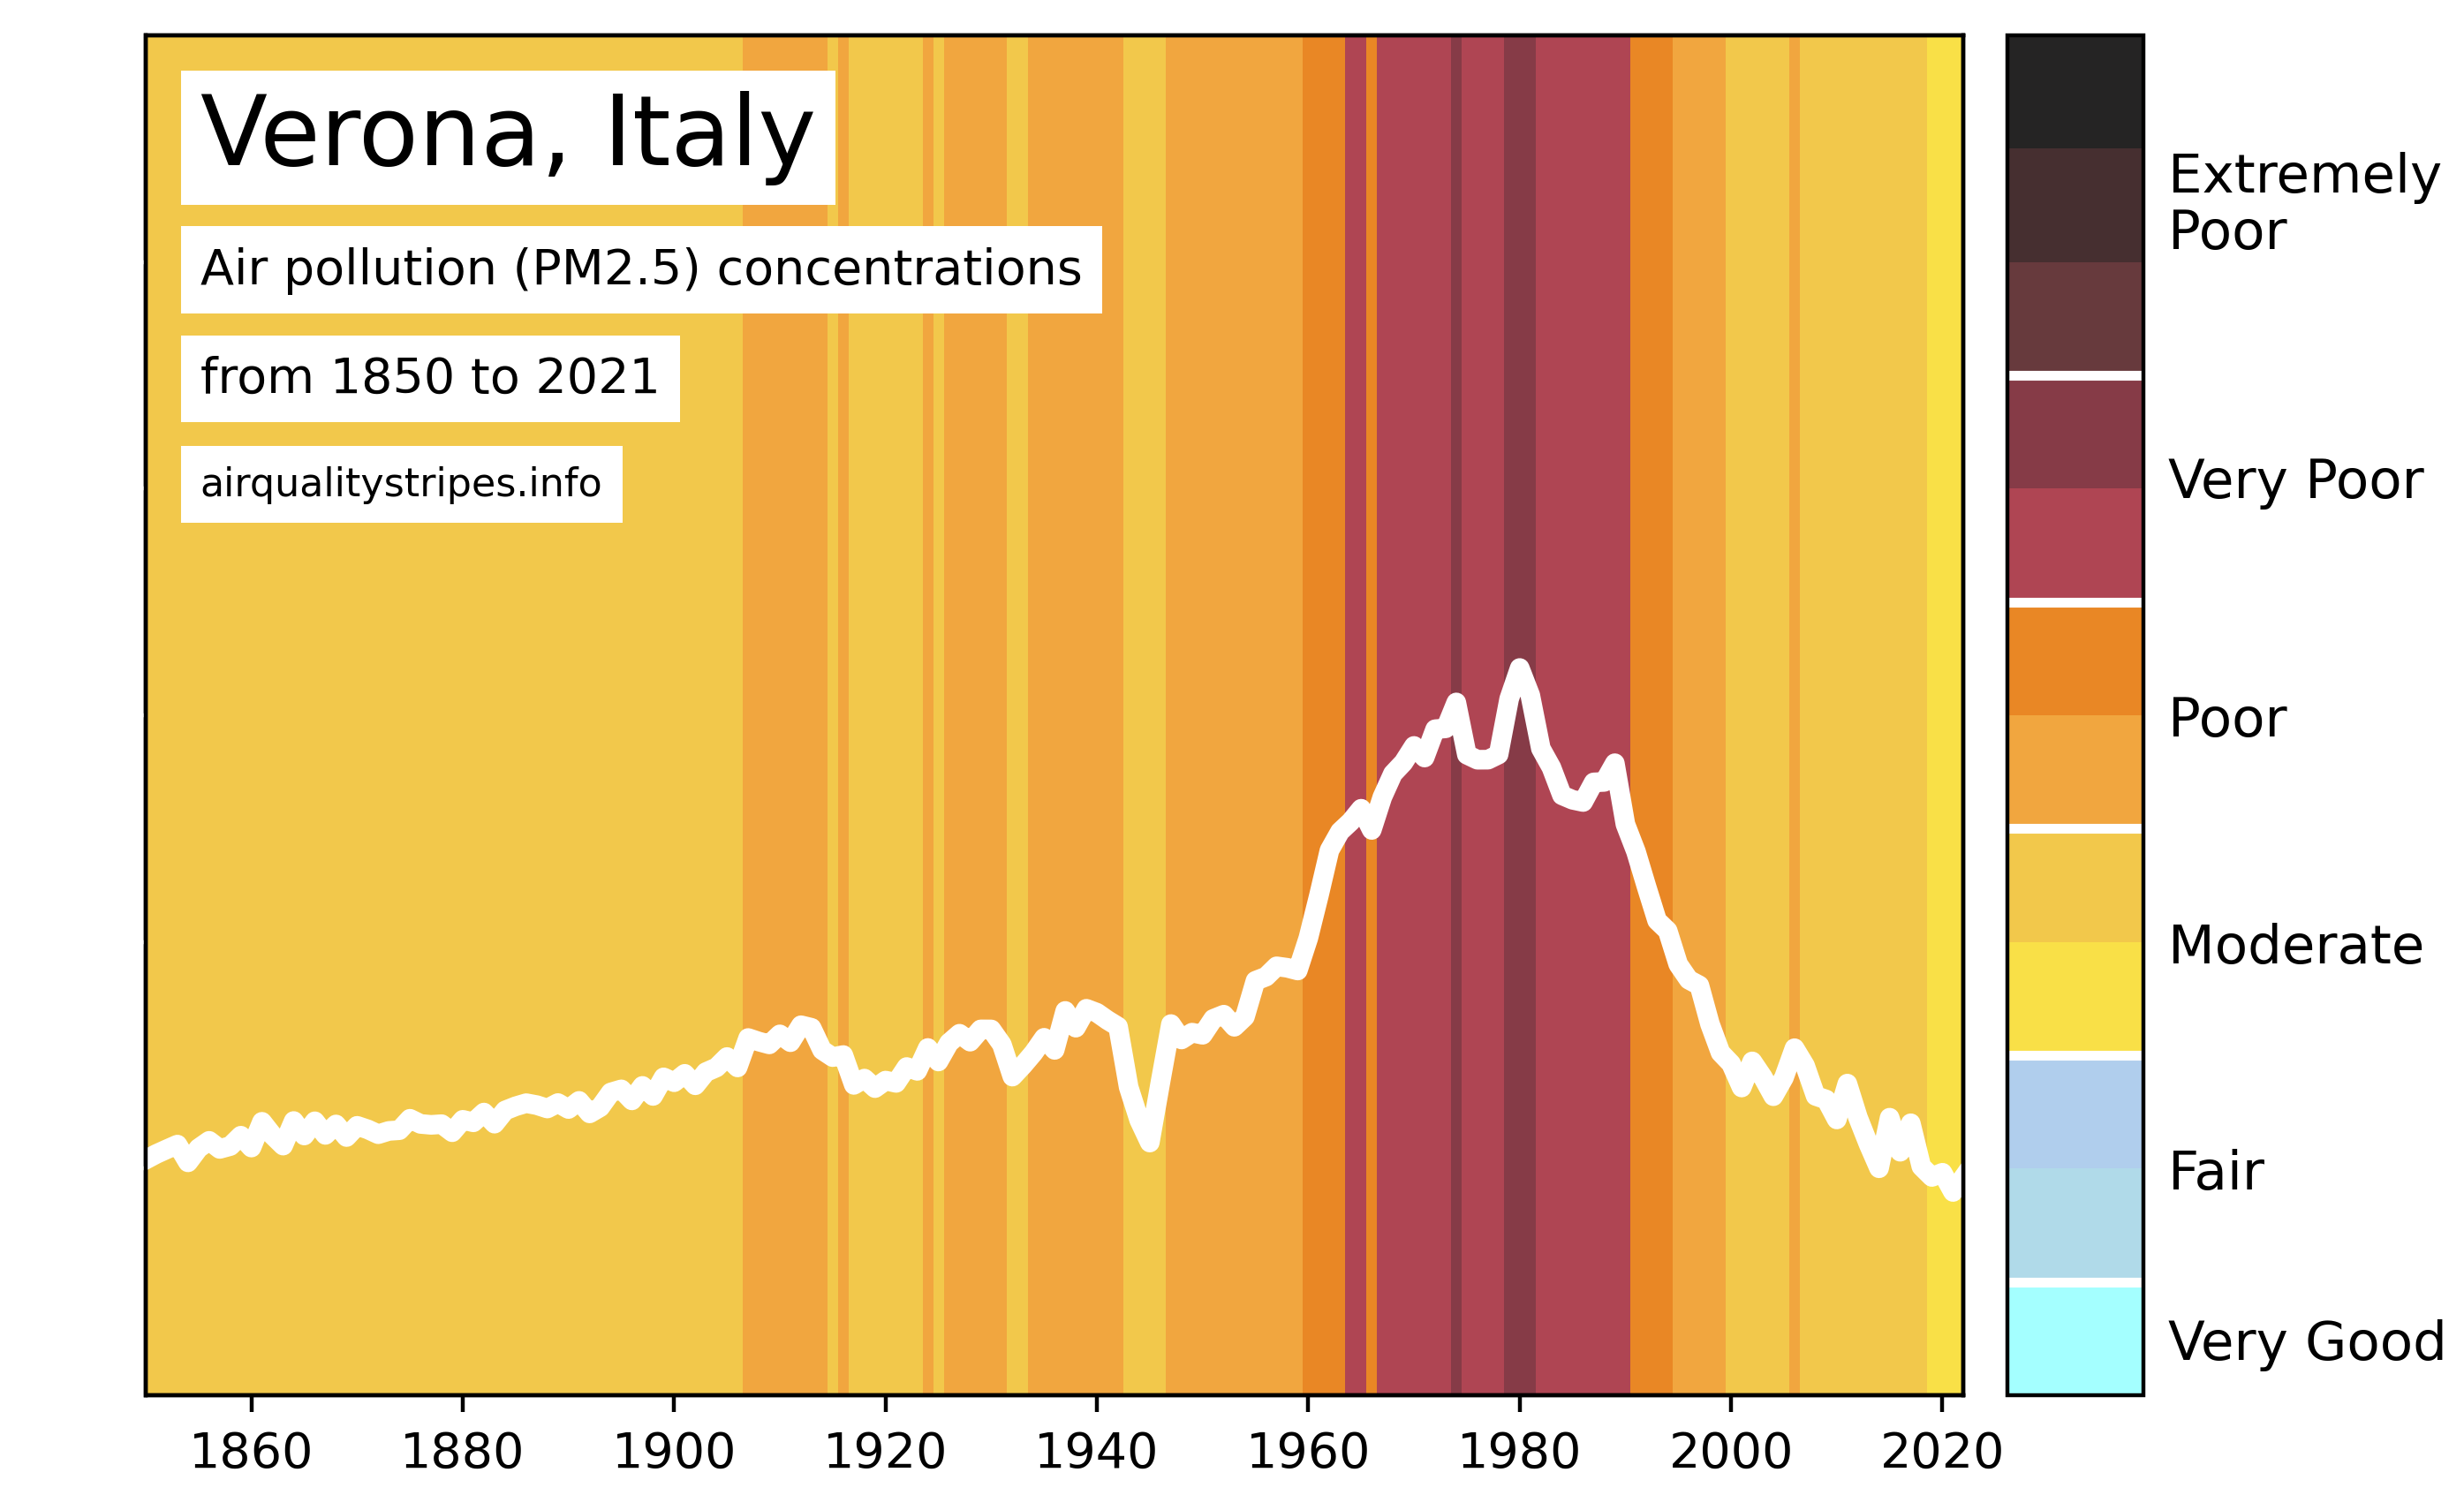 Verona, Italy
Air pollution (PM2.5) concentrations
from 1850 to 2021
airqualitystripes.info
Extremely
Poor
Very Poor
Poor
Moderate
Fair
Very Good
1860 1880 1900 1920 1940 1960 1980 2000 2020